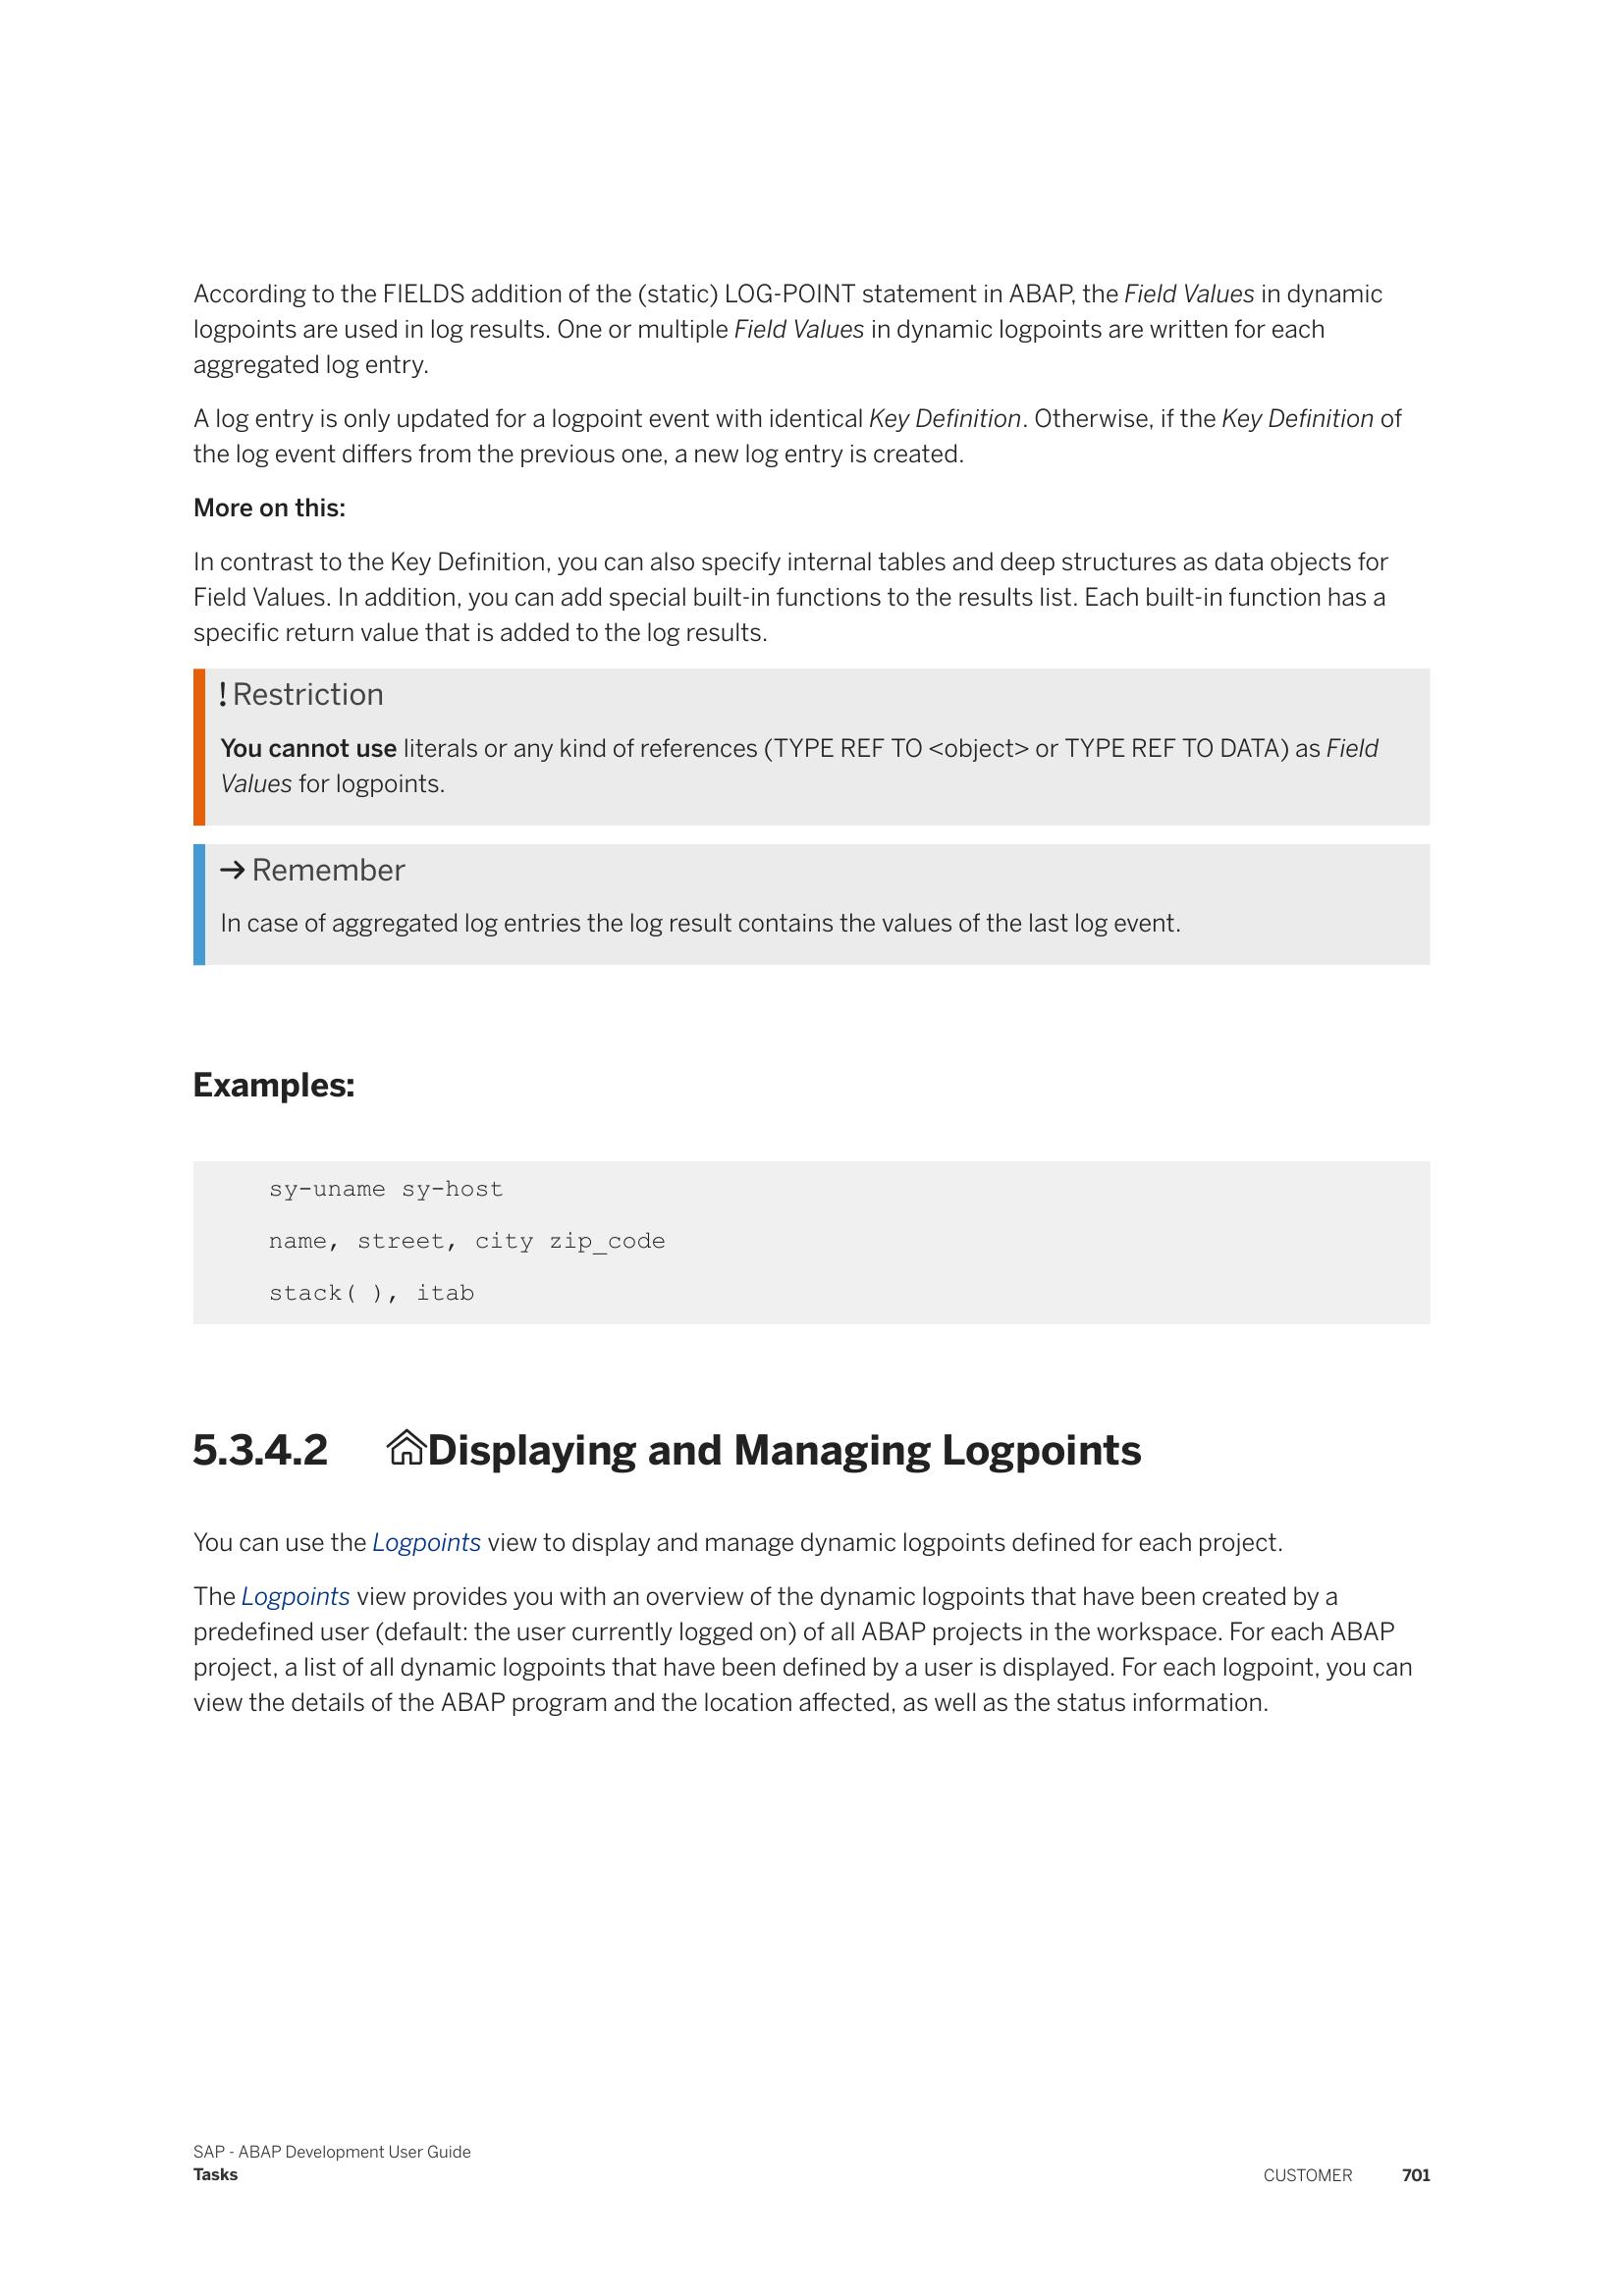 According to the FIELDS addition of the (static) LOG-POINT statement in ABAP, the Field Values in dynamic
logpoints are used in log results. One or multiple Field Values in dynamic logpoints are written for each
aggregated log entry.
A log entry is only updated for a logpoint event with identical Key Definition. Otherwise, if the Key Definition of
the log event differs from the previous one, a new log entry is created.
More on this:
In contrast to the Key Definition, you can also specify internal tables and deep structures as data objects for
Field Values. In addition, you can add special built-in functions to the results list. Each built-in function has a
specific return value that is added to the log results.
! Restriction
You cannot use literals or any kind of references (TYPE REF TO <object> or TYPE REF TO DATA) as Field
Values for logpoints.
→ Remember
In case of aggregated log entries the log result contains the values of the last log event.
Examples:
sy-uname sy-host
name, street, city zip_code
stack( ), itab
5.3.4.2 Displaying and Managing Logpoints
You can use the Logpoints view to display and manage dynamic logpoints defined for each project.
The Logpoints view provides you with an overview of the dynamic logpoints that have been created by a
predefined user (default: the user currently logged on) of all ABAP projects in the workspace. For each ABAP
project, a list of all dynamic logpoints that have been defined by a user is displayed. For each logpoint, you can
view the details of the ABAP program and the location affected, as well as the status information.
SAP - ABAP Development User Guide
Tasks
CUSTOMER 701